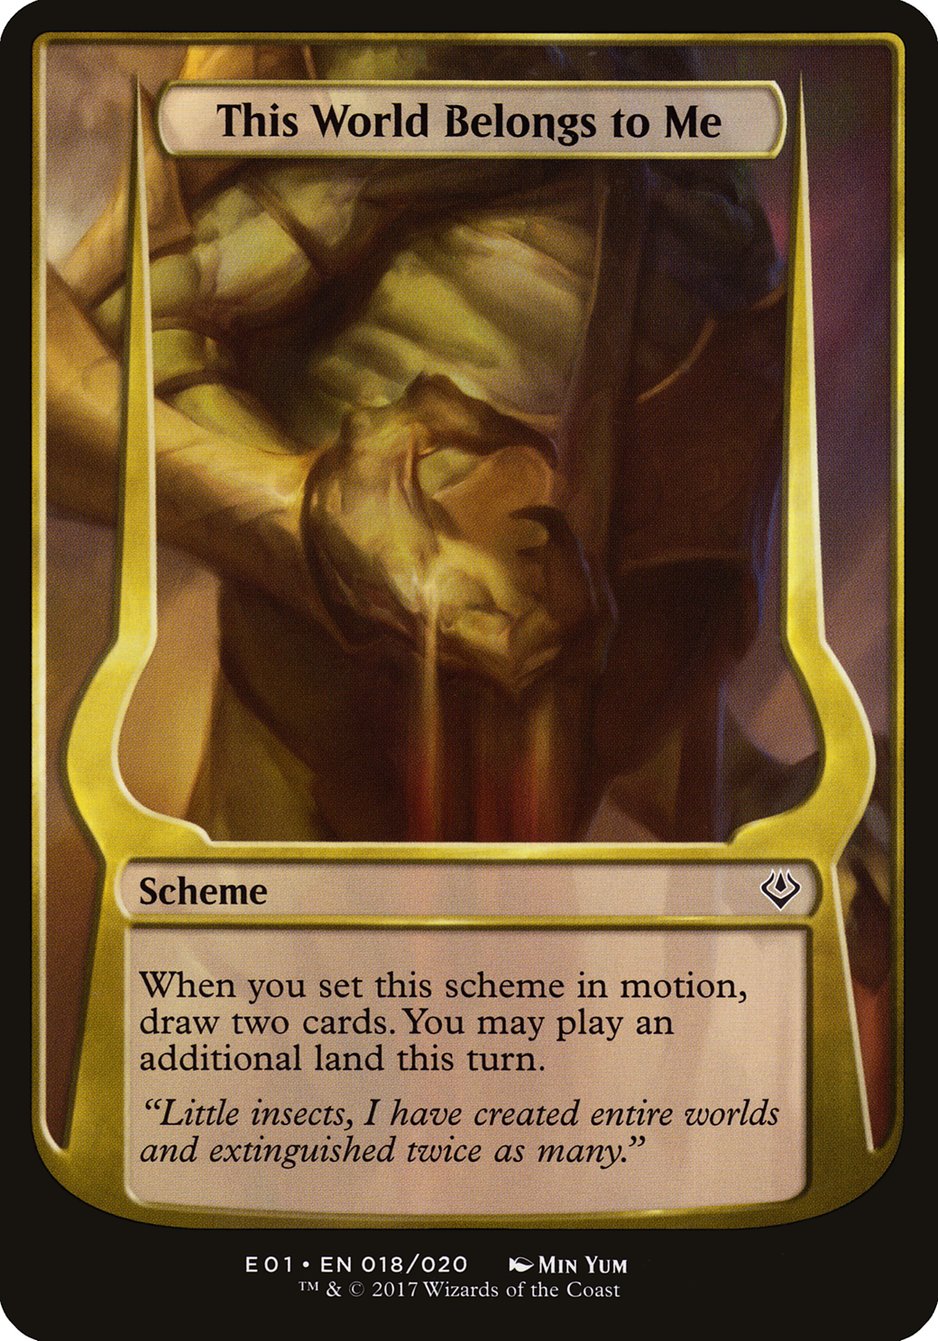 This World Belongs to Me
Scheme
When you set this scheme in motion,
draw two cards. You may play an
additional land this turn.
“Little insects, I have created entire worlds
and extinguished twice as many.”
E01 • EN 018/020 Min Yum
™ & © 2017 Wizards of the Coast